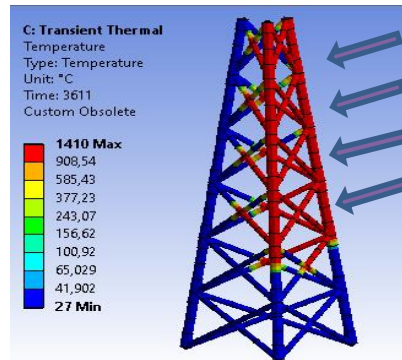 C: Transient Thermal
Temperature
Type: Temperature
Unit: °C
Time: 3611
Custom Obsolete
1410 Max
908,54
585,43
377,23
243,07
156,62
100,92
65,029
41,902
27 Min